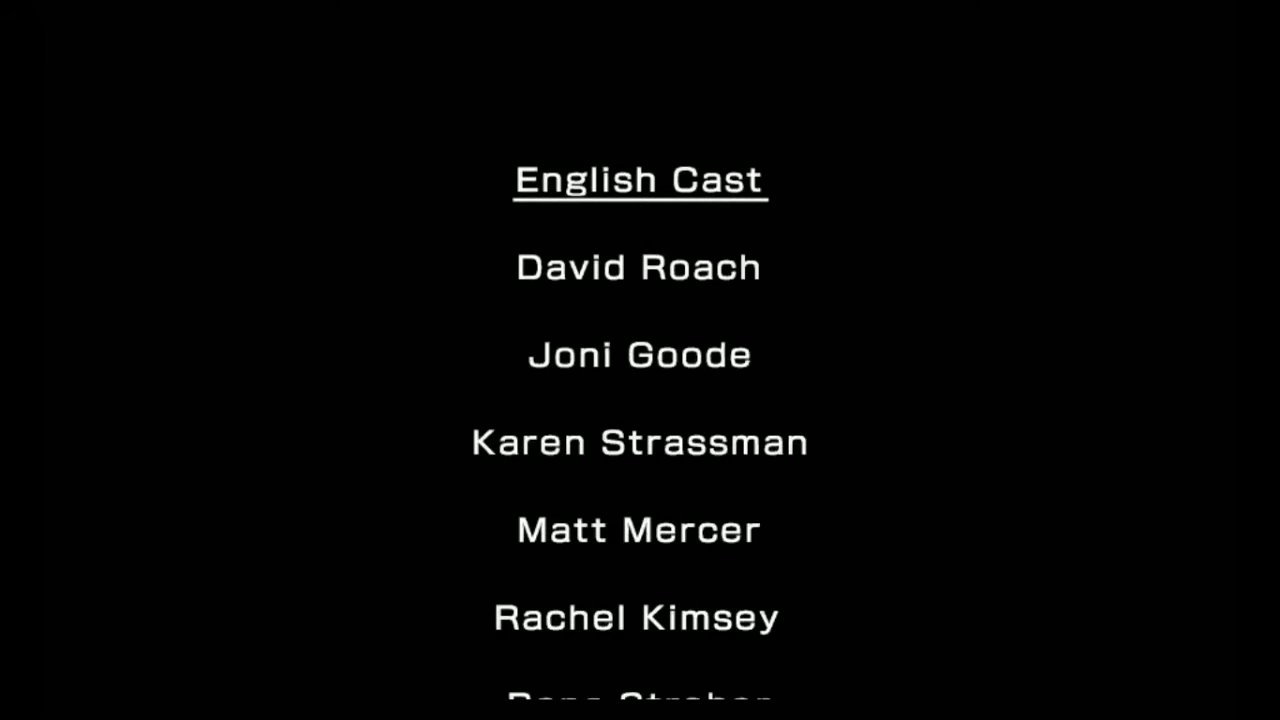 English Cast
David Roach
Joni Goode
Karen Strassman
Matt Mercer
Rachel Kimsey